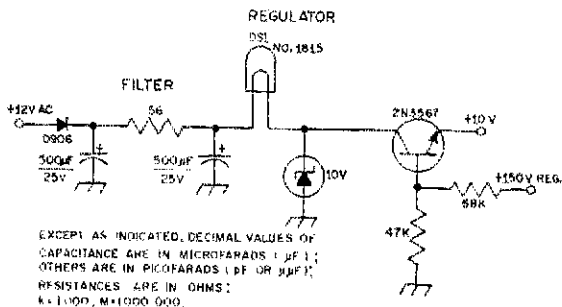 REGULATOR
DS1
NO. 1815
FILTER
+12V AC
56
2N3567
+10V
D906
500µF
25V
500µF
25V
10V
+150V REG.
68K
47K
EXCEPT AS INDICATED, DECIMAL VALUES OF
CAPACITANCE ARE IN MICROFARADS (µF);
OTHERS ARE IN PICOFARADS (pF OR µµF);
RESISTANCES ARE IN OHMS;
k=1000, M=1000 000.